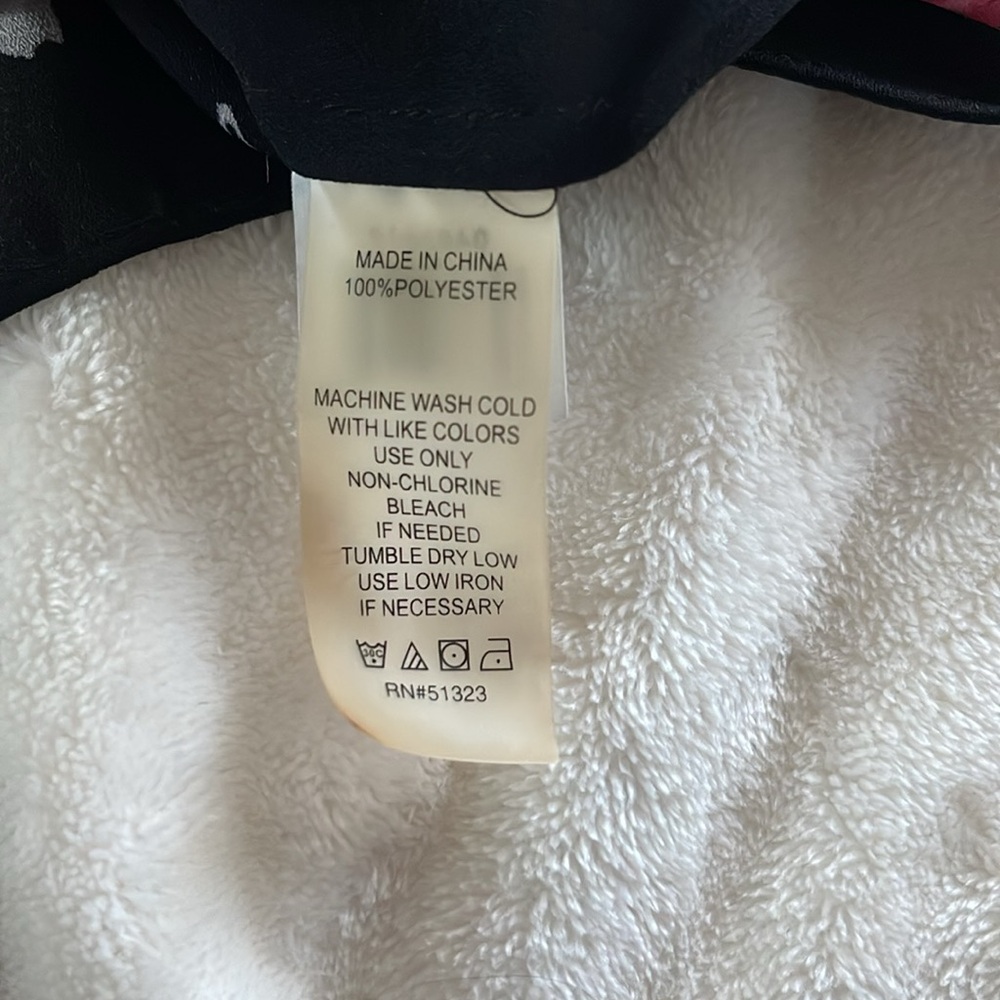 MADE IN CHINA
100%POLYESTER
MACHINE WASH COLD
WITH LIKE COLORS
USE ONLY
NON-CHLORINE
BLEACH
IF NEEDED
TUMBLE DRY LOW
USE LOW IRON
IF NECESSARY
30C
RN#51323